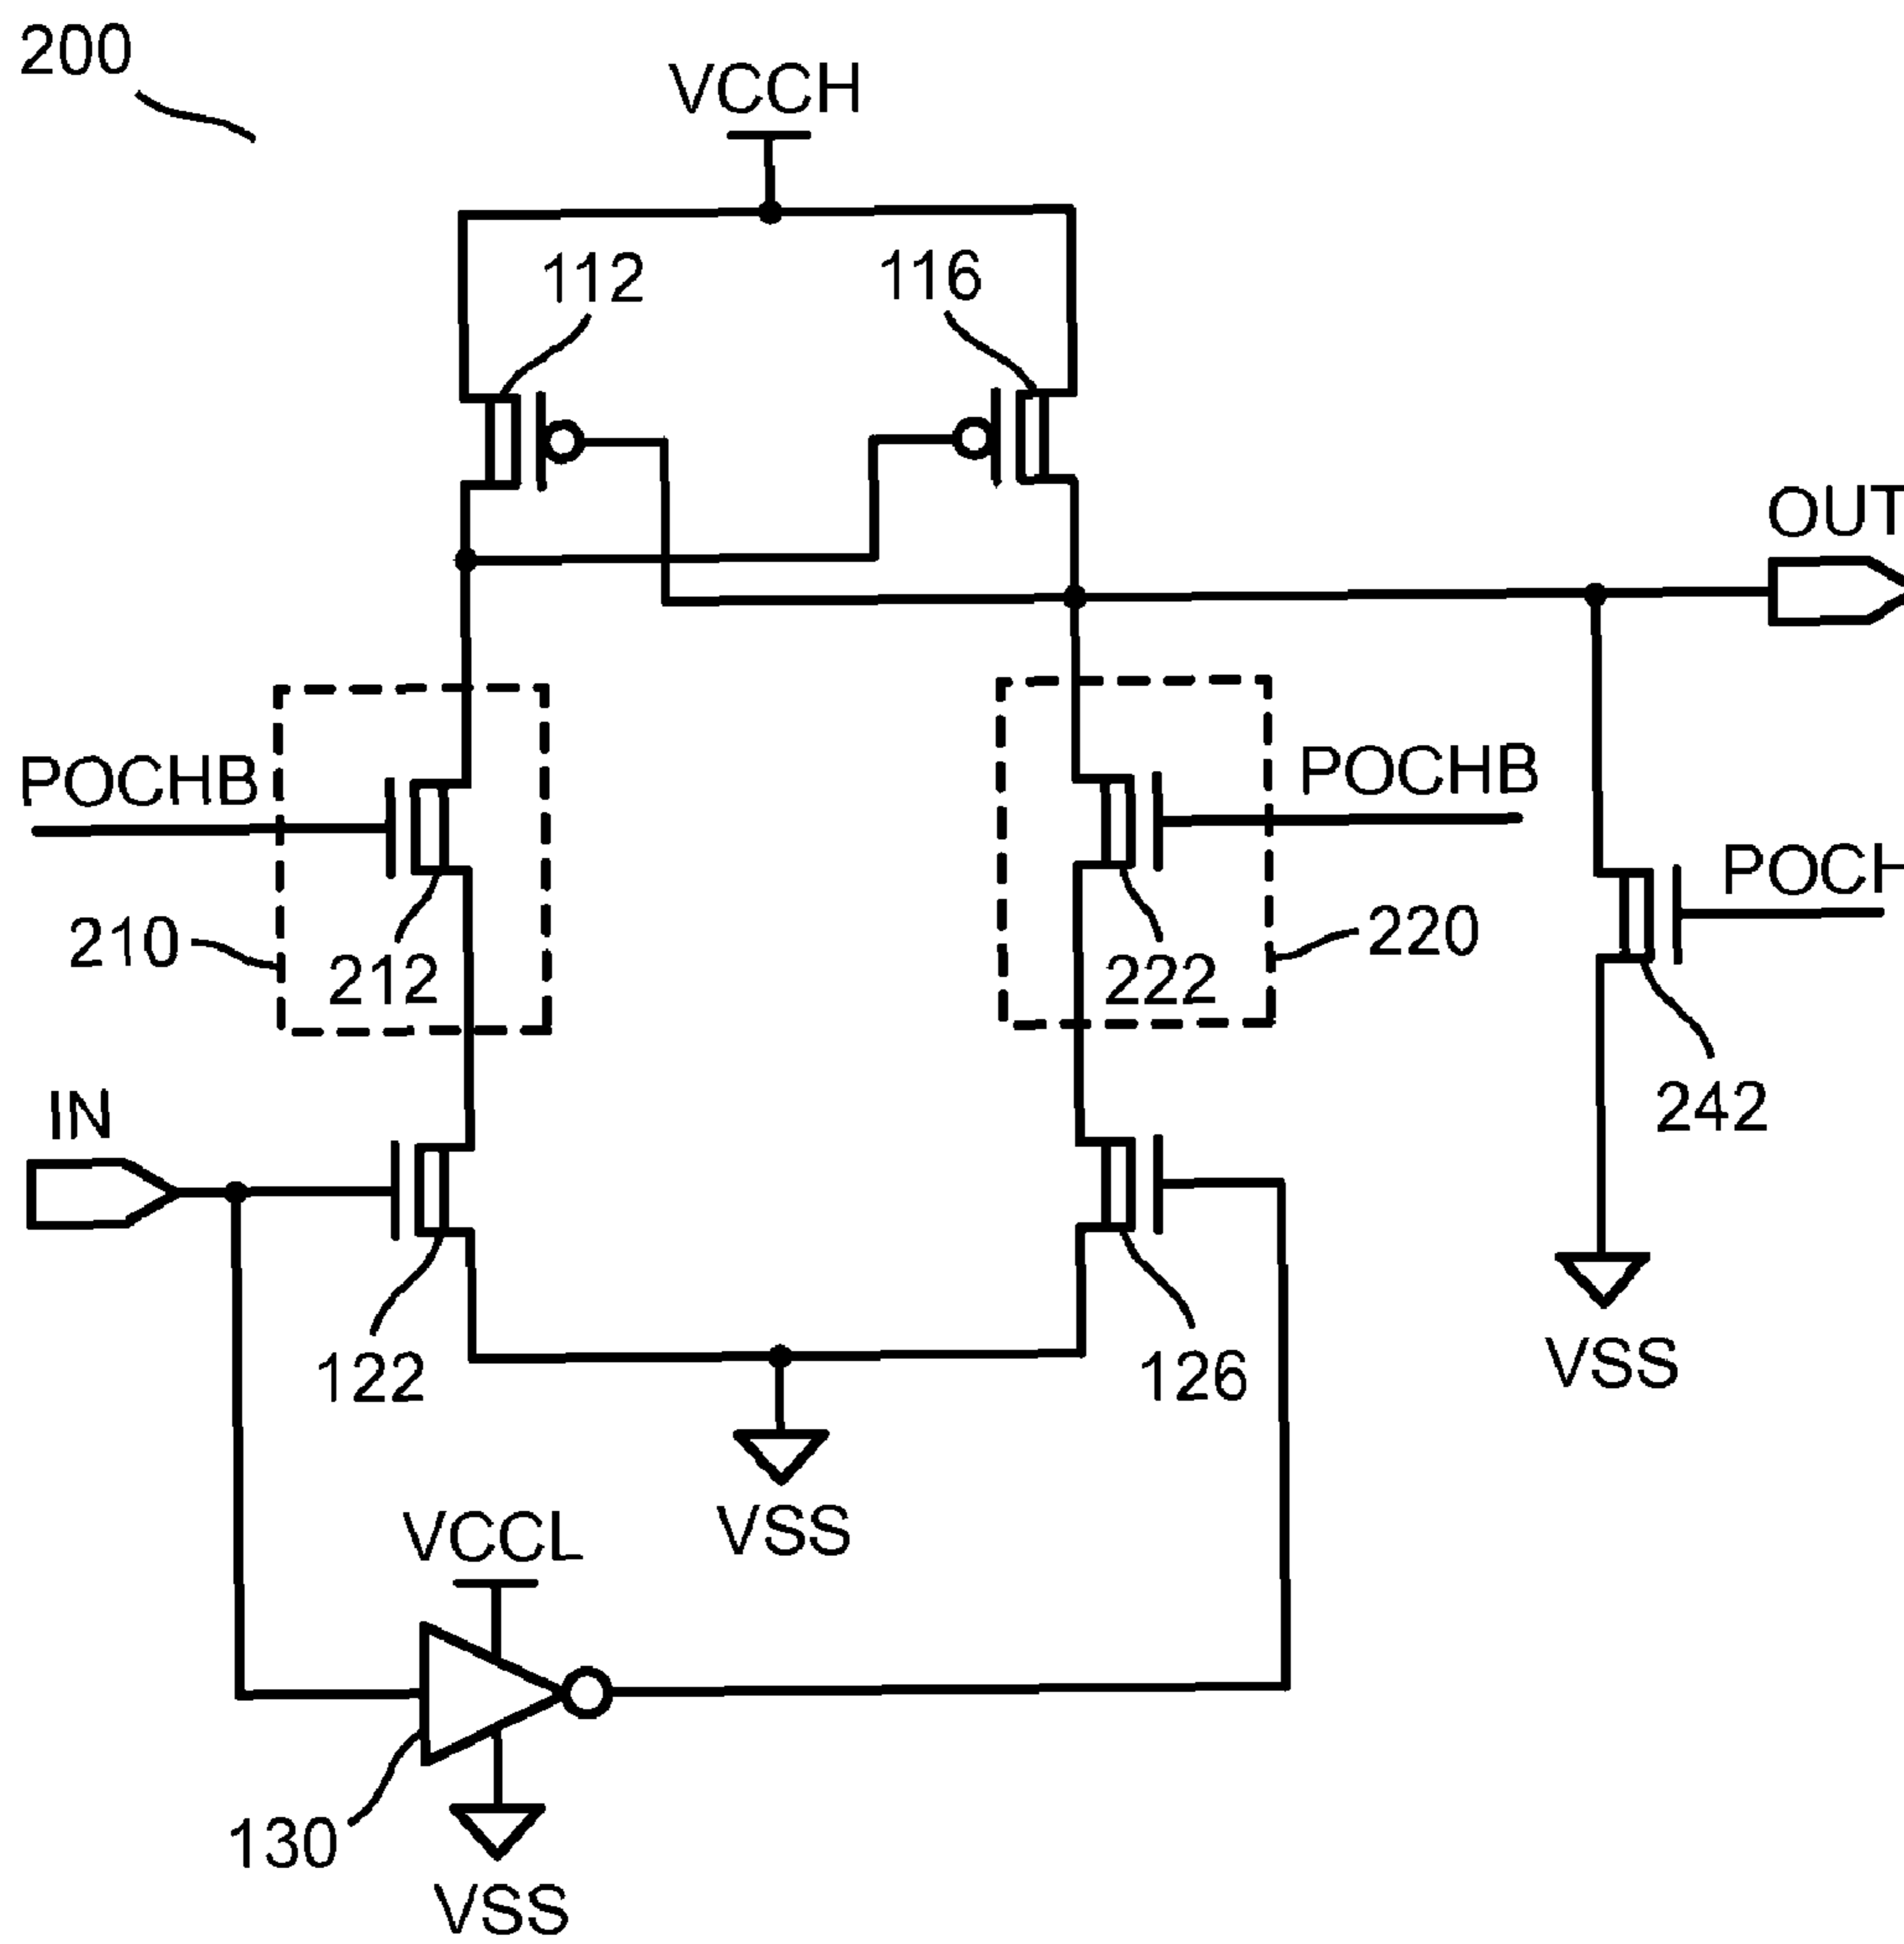 200
VCCH
112
116
OUT
POCHB
POCHB
POCH
210
212
222
220
242
IN
122
126
VSS
VSS
VCCL
130
VSS